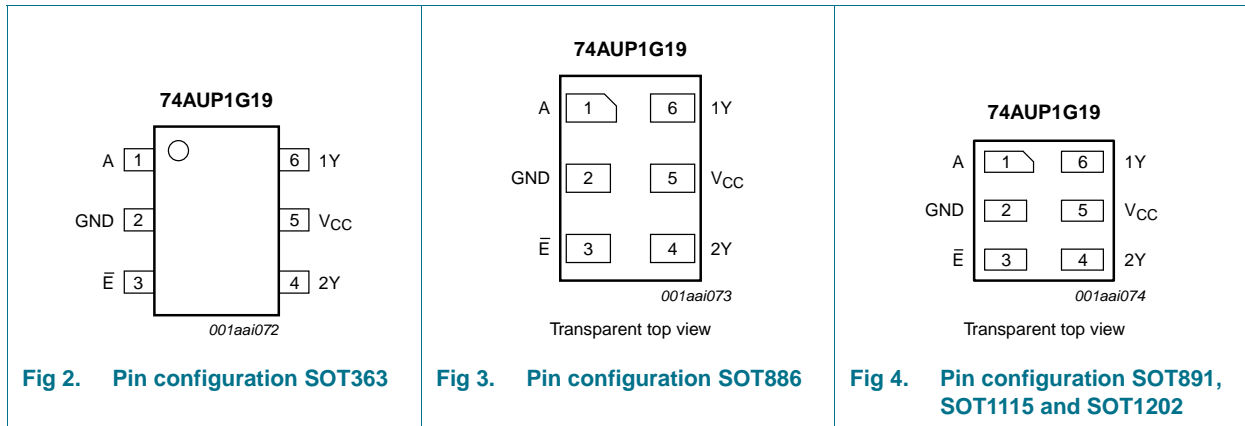 74AUP1G19
A 1 6 1Y
GND 2 5 VCC
E̅ 3 4 2Y
001aai072
Fig 2. Pin configuration SOT363
74AUP1G19
A 1 6 1Y
GND 2 5 VCC
E̅ 3 4 2Y
001aai073
Transparent top view
Fig 3. Pin configuration SOT886
74AUP1G19
A 1 6 1Y
GND 2 5 VCC
E̅ 3 4 2Y
001aai074
Transparent top view
Fig 4. Pin configuration SOT891,
SOT1115 and SOT1202